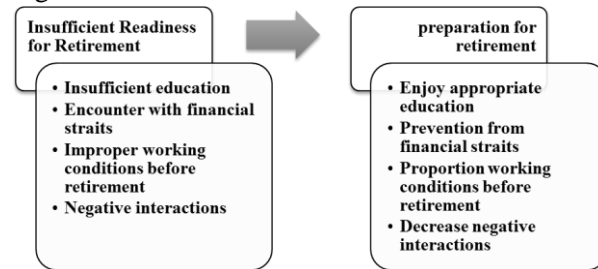 Insufficient Readiness
for Retirement
• Insufficient education
• Encounter with financial
straits
• Improper working
conditions before
retirement
• Negative interactions
preparation for
retirement
• Enjoy appropriate
education
• Prevention from
financial straits
• Proportion working
conditions before
retirement
• Decrease negative
interactions